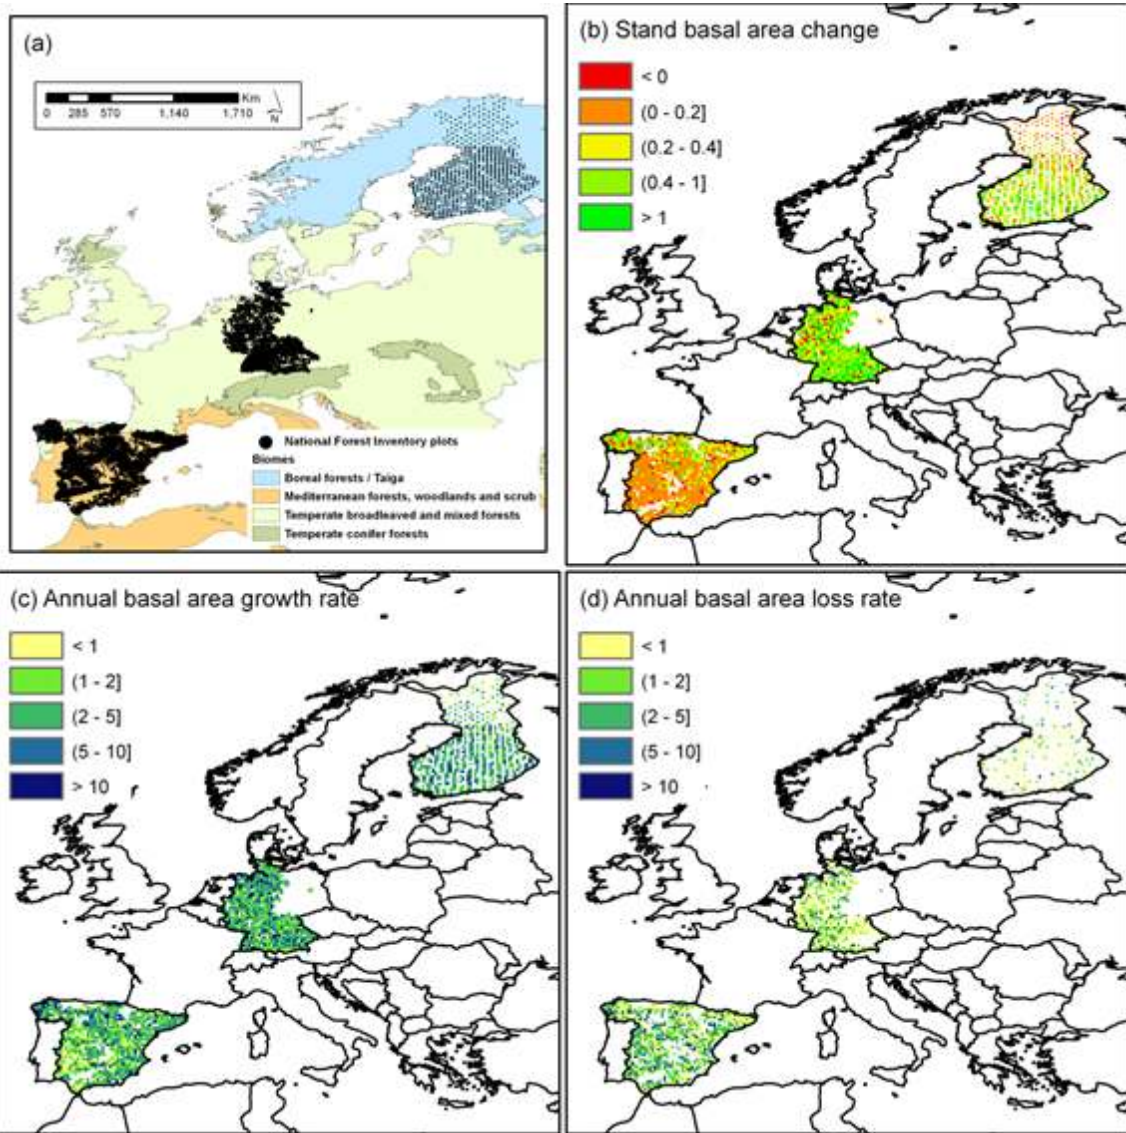 (a)
Km
0 285 570 1,140 1,710
N
National Forest Inventory plots
Biomes
Boreal forests / Taiga
Mediterranean forests, woodlands and scrub
Temperate broadleaved and mixed forests
Temperate conifer forests
(b) Stand basal area change
< 0
(0 - 0.2]
(0.2 - 0.4]
(0.4 - 1]
> 1
(c) Annual basal area growth rate
< 1
(1 - 2]
(2 - 5]
(5 - 10]
> 10
(d) Annual basal area loss rate
< 1
(1 - 2]
(2 - 5]
(5 - 10]
> 10